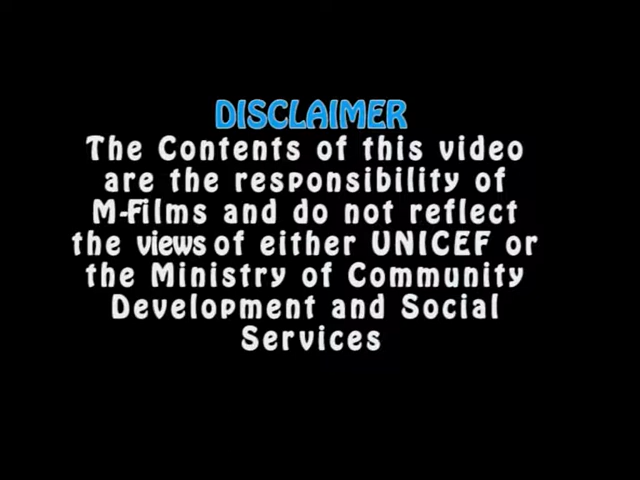 DISCLAIMER
The Contents of this video
are the responsibility of
M-Films and do not reflect
the views of either UNICEF or
the Ministry of Community
Development and Social
Services